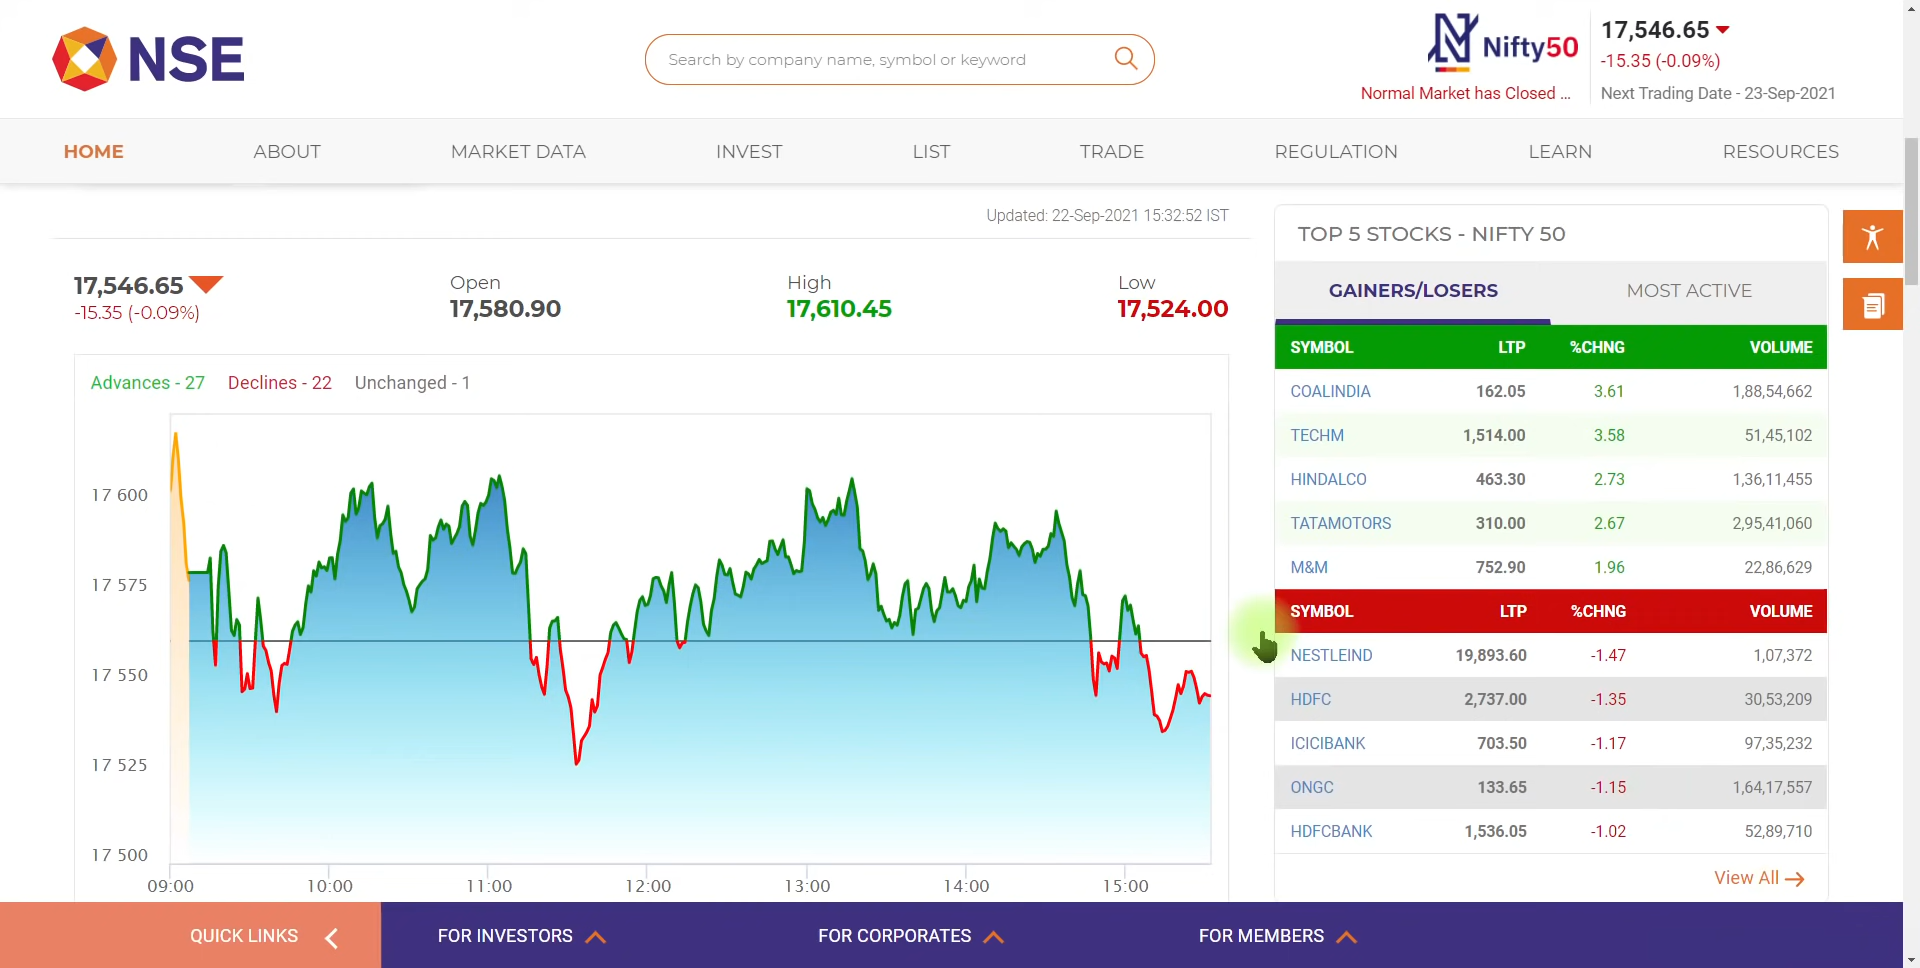 NSE
Search by company name, symbol or keyword
Nifty50
Normal Market has Closed ...
17,546.65
-15.35 (-0.09%)
Next Trading Date - 23-Sep-2021
HOME ABOUT MARKET DATA INVEST LIST TRADE REGULATION LEARN RESOURCES
Updated: 22-Sep-2021 15:32:52 IST
17,546.65
-15.35 (-0.09%)
Open
17,580.90
High
17,610.45
Low
17,524.00
Advances - 27 Declines - 22 Unchanged - 1
17 600
17 575
17 550
17 525
17 500
09:00 10:00 11:00 12:00 13:00 14:00 15:00
TOP 5 STOCKS - NIFTY 50
GAINERS/LOSERS MOST ACTIVE
SYMBOL LTP %CHNG VOLUME
COALINDIA 162.05 3.61 1,88,54,662
TECHM 1,514.00 3.58 51,45,102
HINDALCO 463.30 2.73 1,36,11,455
TATAMOTORS 310.00 2.67 2,95,41,060
M&M 752.90 1.96 22,86,629
SYMBOL LTP %CHNG VOLUME
NESTLEIND 19,893.60 -1.47 1,07,372
HDFC 2,737.00 -1.35 30,53,209
ICICIBANK 703.50 -1.17 97,35,232
ONGC 133.65 -1.15 1,64,17,557
HDFCBANK 1,536.05 -1.02 52,89,710
View All
QUICK LINKS FOR INVESTORS FOR CORPORATES FOR MEMBERS